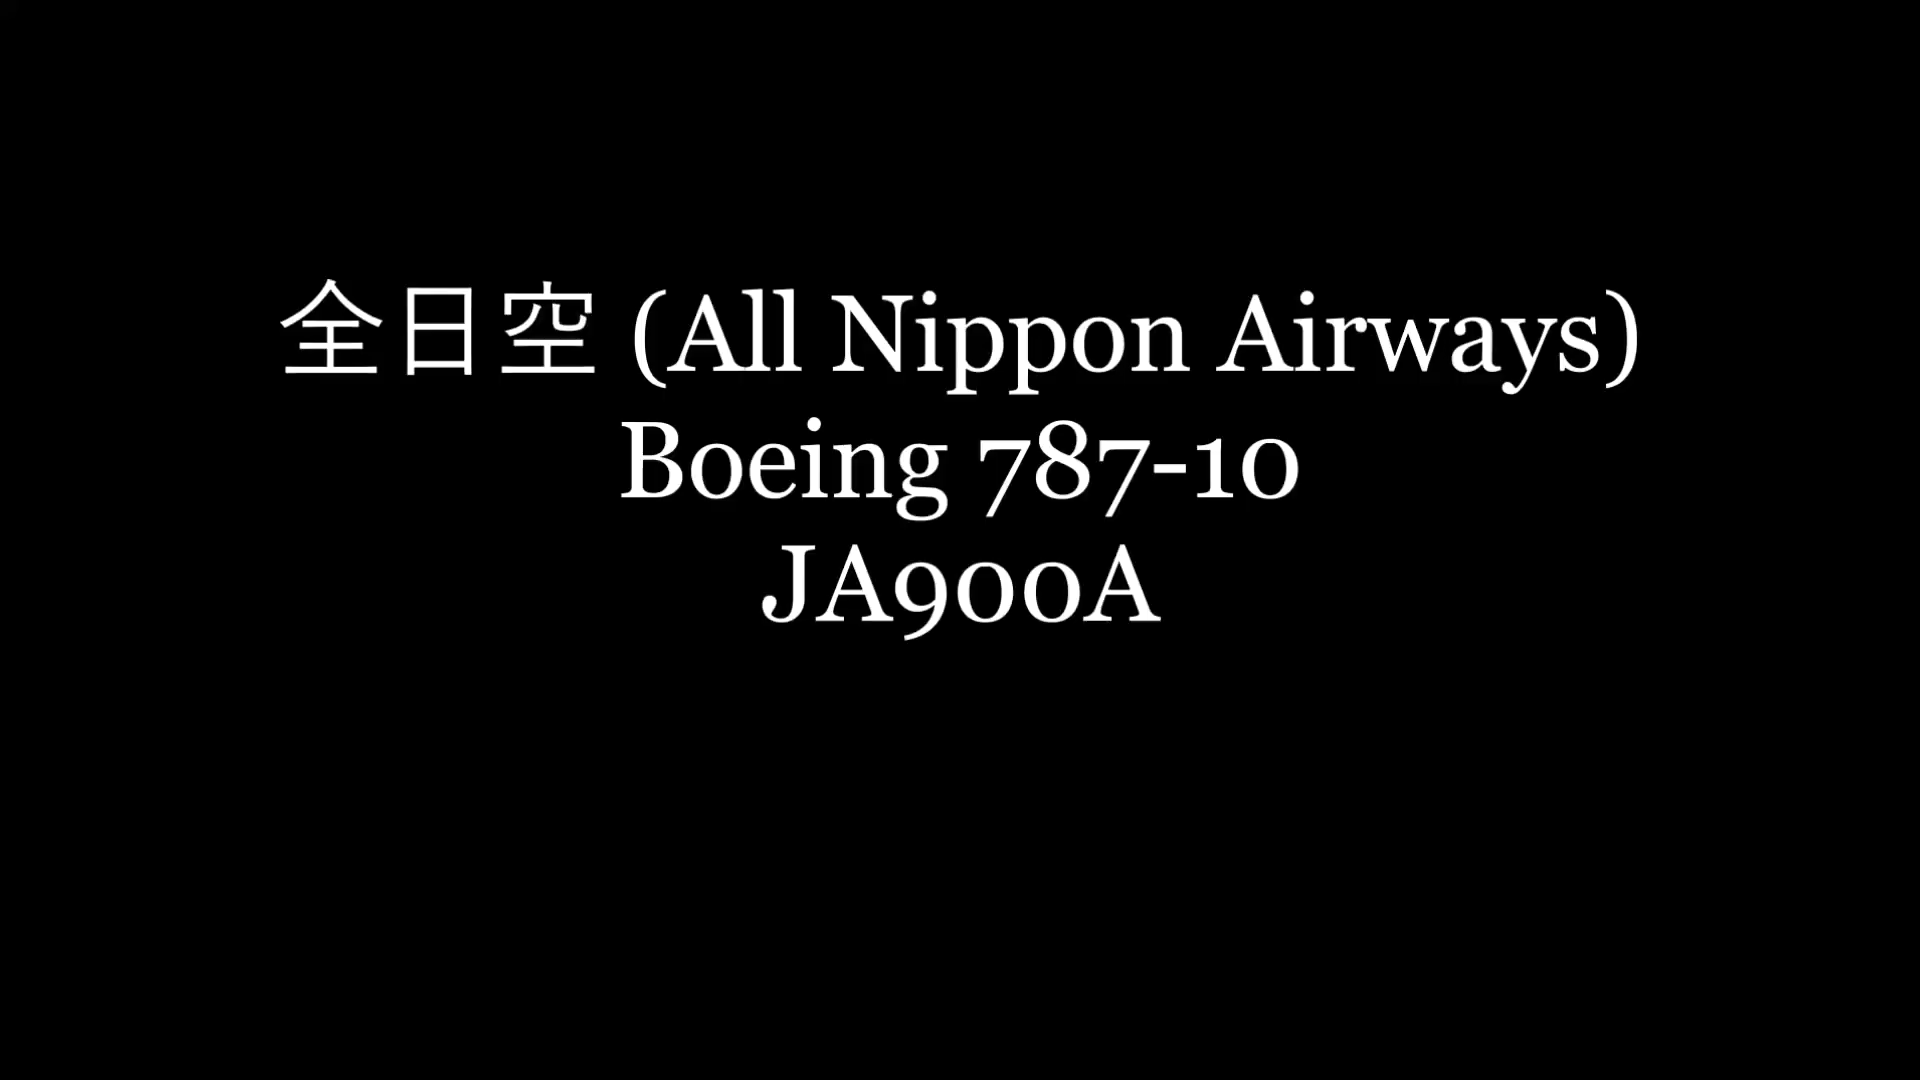 全日空 (All Nippon Airways)
Boeing 787-10
JA900A